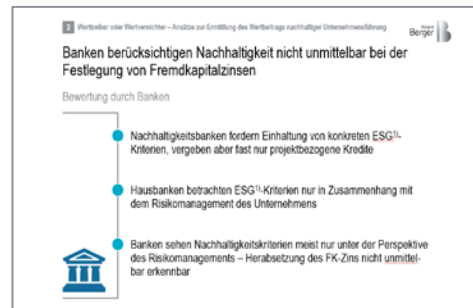 2 Wertreiber oder Wertvernichter – Ansätze zur Ermittlung des Wertbeitrags nachhaltiger Unternehmensführung
Roland
Berger
Banken berücksichtigen Nachhaltigkeit nicht unmittelbar bei der
Festlegung von Fremdkapitalzinsen
Bewertung durch Banken
Nachhaltigkeitsbanken fordern Einhaltung von konkreten ESG1)-
Kriterien, vergeben aber fast nur projektbezogene Kredite
Hausbanken betrachten ESG1)-Kriterien nur in Zusammenhang mit
dem Risikomanagement des Unternehmens
Banken sehen Nachhaltigkeitskriterien meist nur unter der Perspektive
des Risikomanagements – Herabsetzung des FK-Zins nicht unmittel-
bar erkennbar